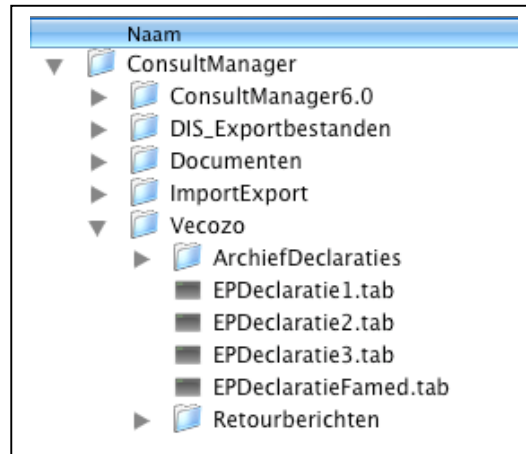 Naam
ConsultManager
ConsultManager6.0
DIS_Exportbestanden
Documenten
ImportExport
Vecozo
ArchiefDeclaraties
EPDeclaratie1.tab
EPDeclaratie2.tab
EPDeclaratie3.tab
EPDeclaratieFamed.tab
Retourberichten